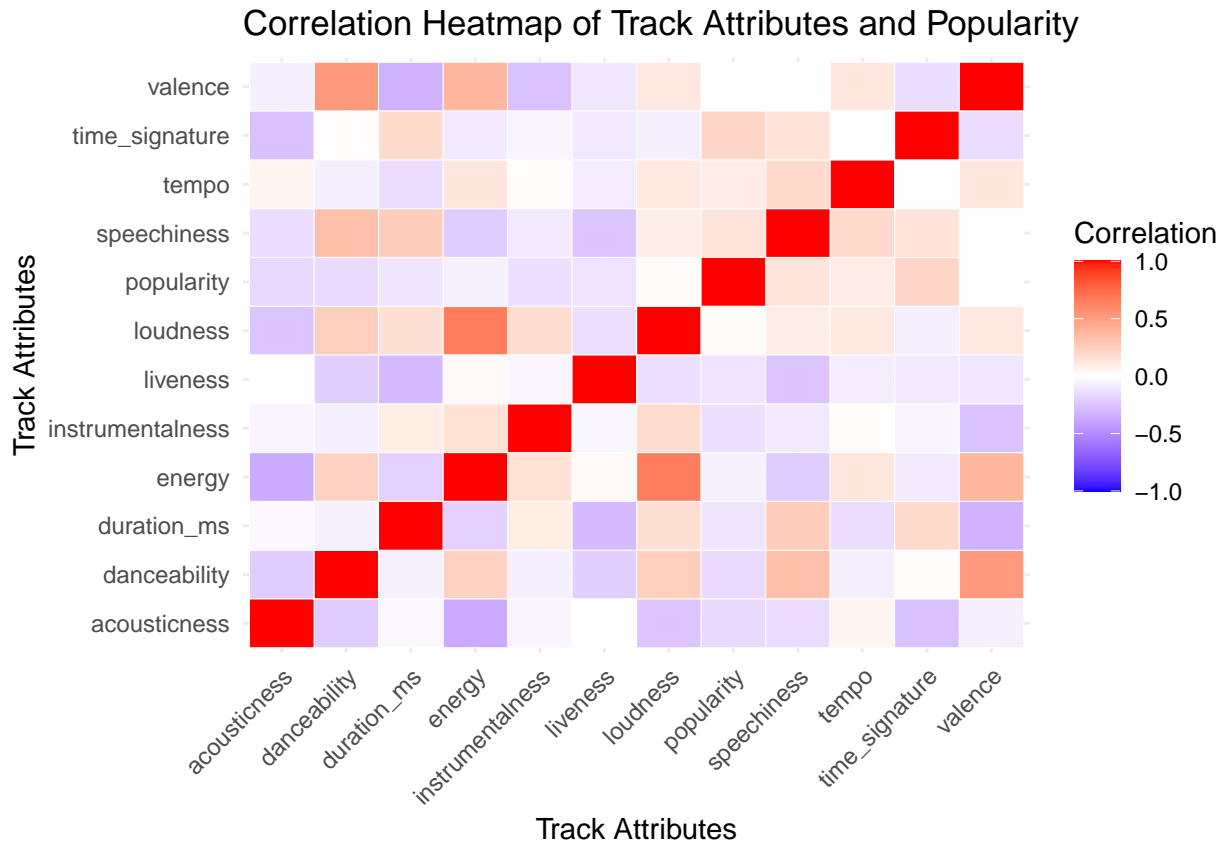 Correlation Heatmap of Track Attributes and Popularity
Track Attributes
valence
time_signature
tempo
speechiness
popularity
loudness
liveness
instrumentalness
energy
duration_ms
danceability
acousticness
acousticness
danceability
duration_ms
energy
instrumentalness
liveness
loudness
popularity
speechiness
tempo
time_signature
valence
Track Attributes
Correlation
1.0
0.5
0.0
−0.5
−1.0